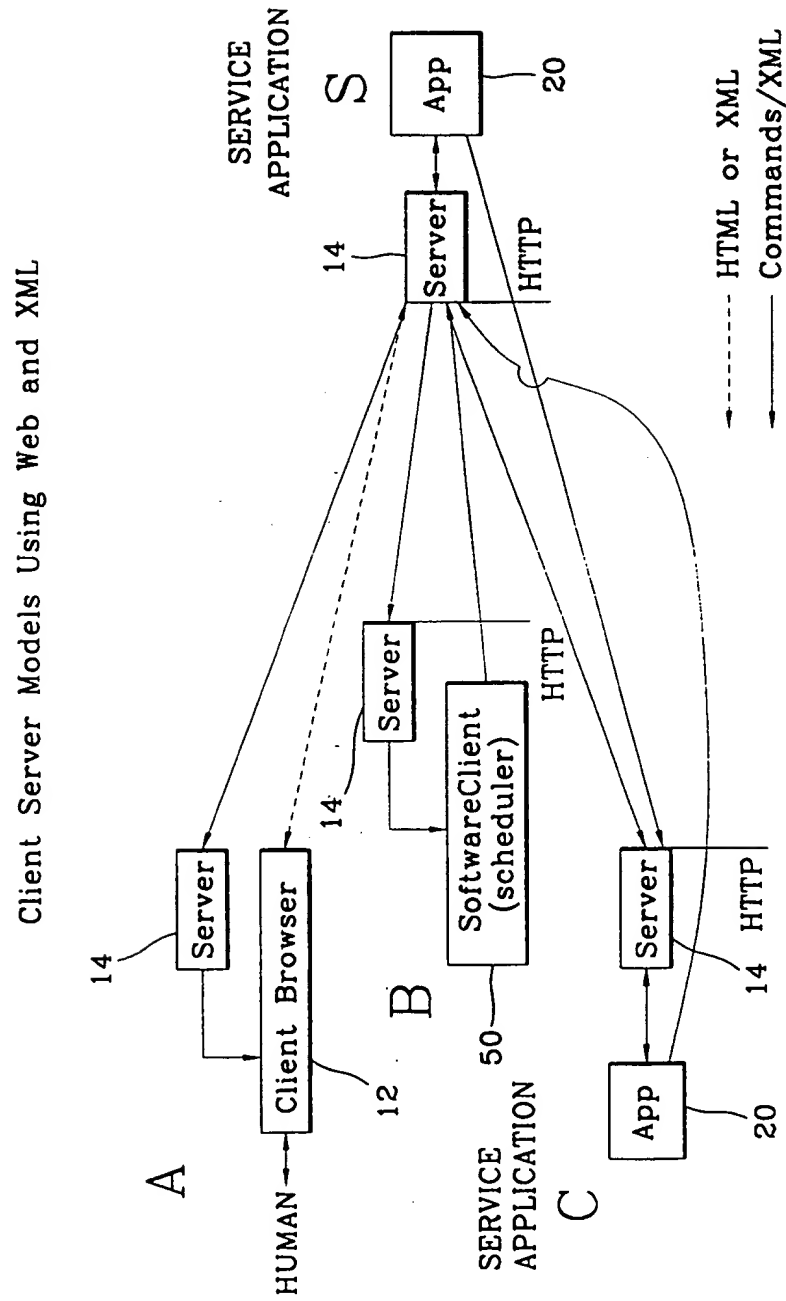 Client Server Models Using Web and XML
A
14
Server
HUMAN
Client Browser
12
B
14
Server
HTTP
SoftwareClient
(scheduler)
50
SERVICE
APPLICATION
C
App
20
Server
14
HTTP
SERVICE
APPLICATION
S
14
Server
HTTP
App
20
HTML or XML
Commands/XML